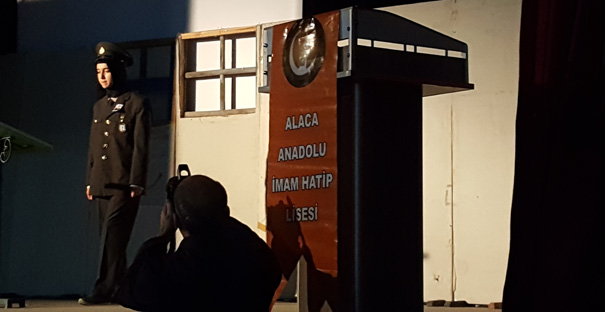 ALACA
ANADOLU
İMAM HATİP
LİSESİ